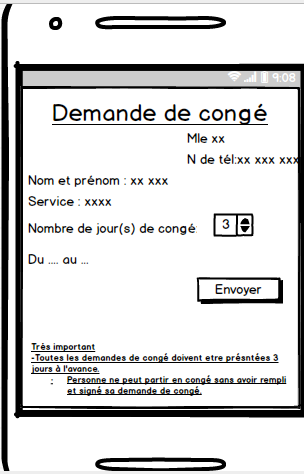 9:08
Demande de congé
Mle xx
N de tél:xx xxx xxx
Nom et prénom : xx xxx
Service : xxxx
Nombre de jour(s) de congé:
3
Du .... au ...
Envoyer
Très important
-Toutes les demandes de congé doivent etre présntées 3
jours à l'avance.
: Personne ne peut partir en congé sans avoir rempli
et signé sa demande de congé.